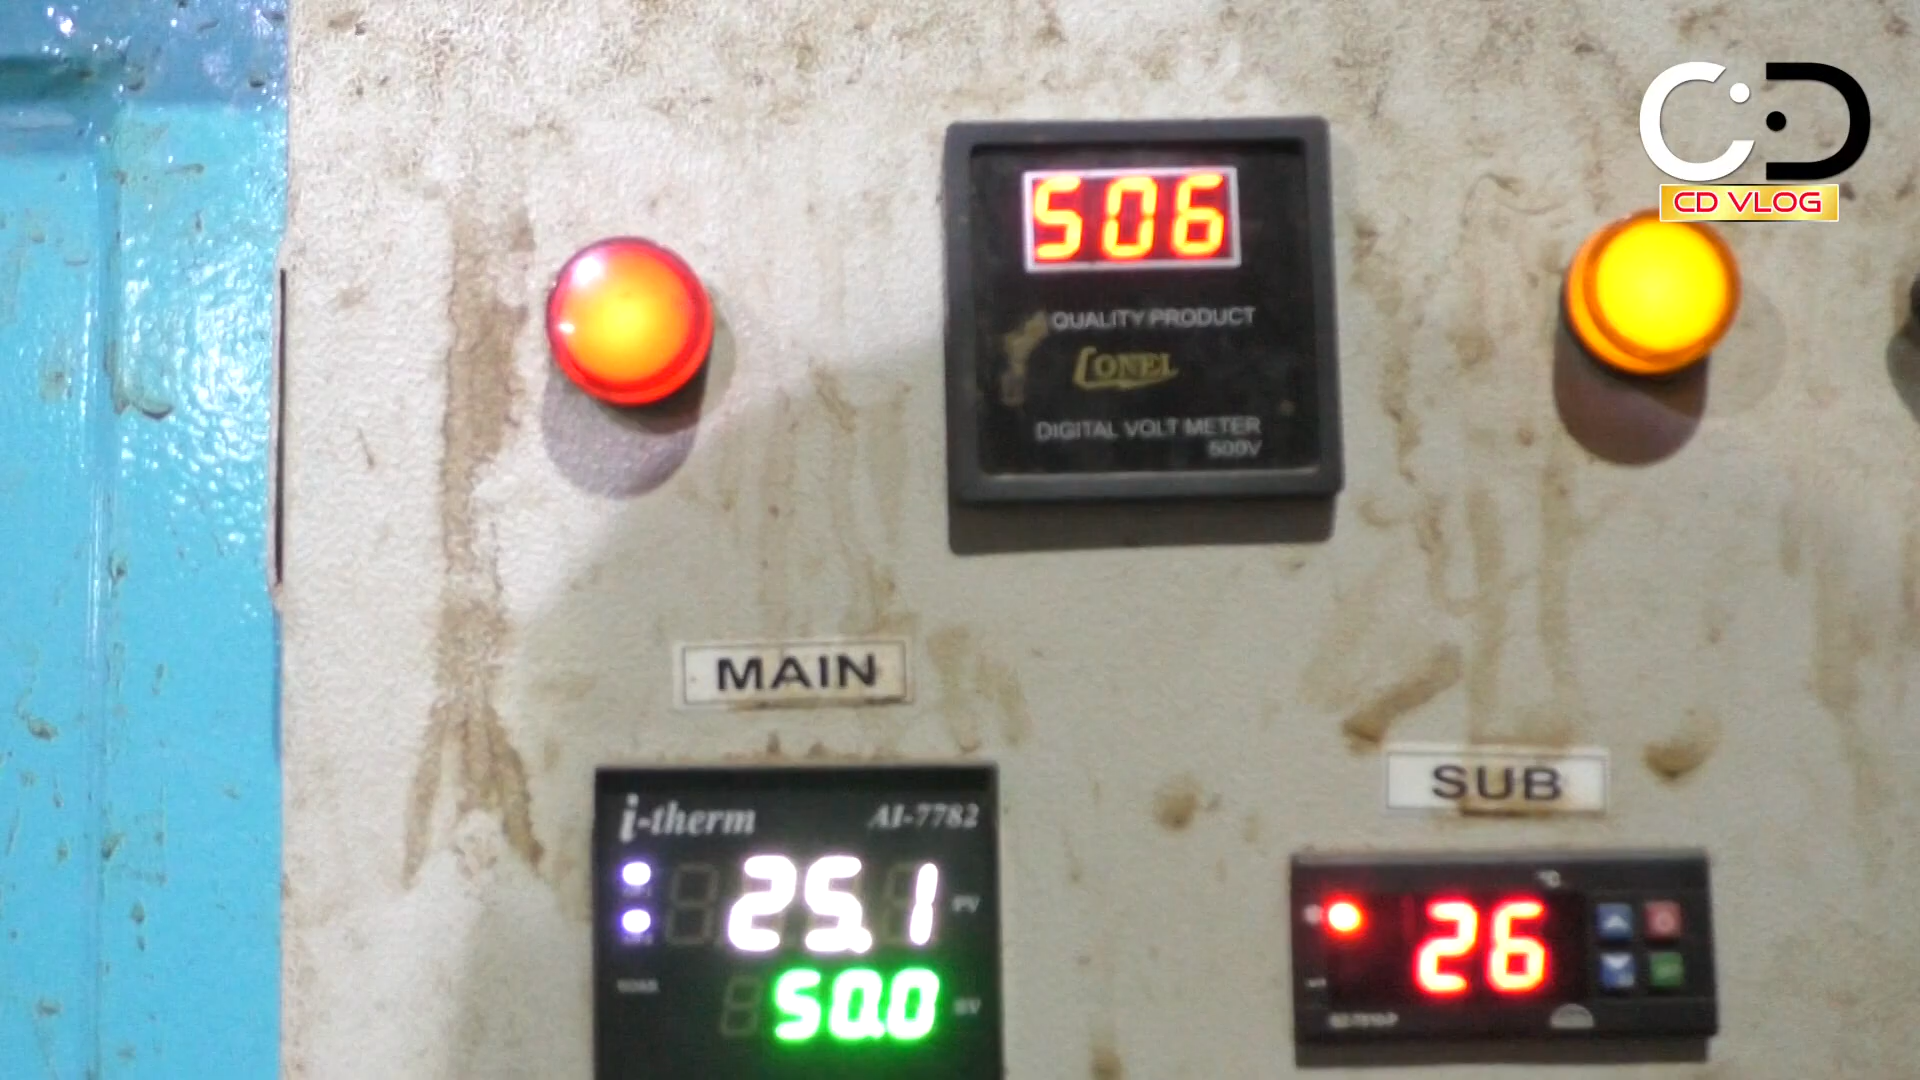 CD
CD VLOG
506
QUALITY PRODUCT
CONEL
DIGITAL VOLT METER
500V
MAIN
SUB
i-therm AI-7782
25.1 PV
50.0 SV
°C
26